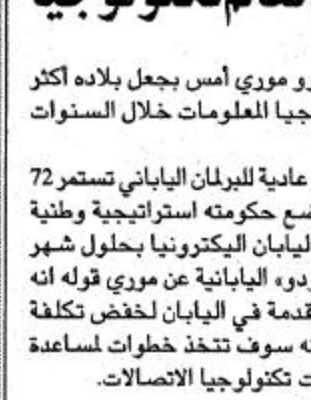 لعالم تكنولوجيا
رو موري أمس بجعل بلاده أكثر
جيا المعلومات خلال السنوات
عادية للبرلمان الياباني تستمر 72
ضع حكومته استراتيجية وطنية
ليابان اليكترونيا بحلول شهر
ردو» اليابانية عن موري قوله انه
قدمة في اليابان لخفض تكلفة
نه سوف تتخذ خطوات لمساعدة
ت تكنولوجيا الاتصالات.